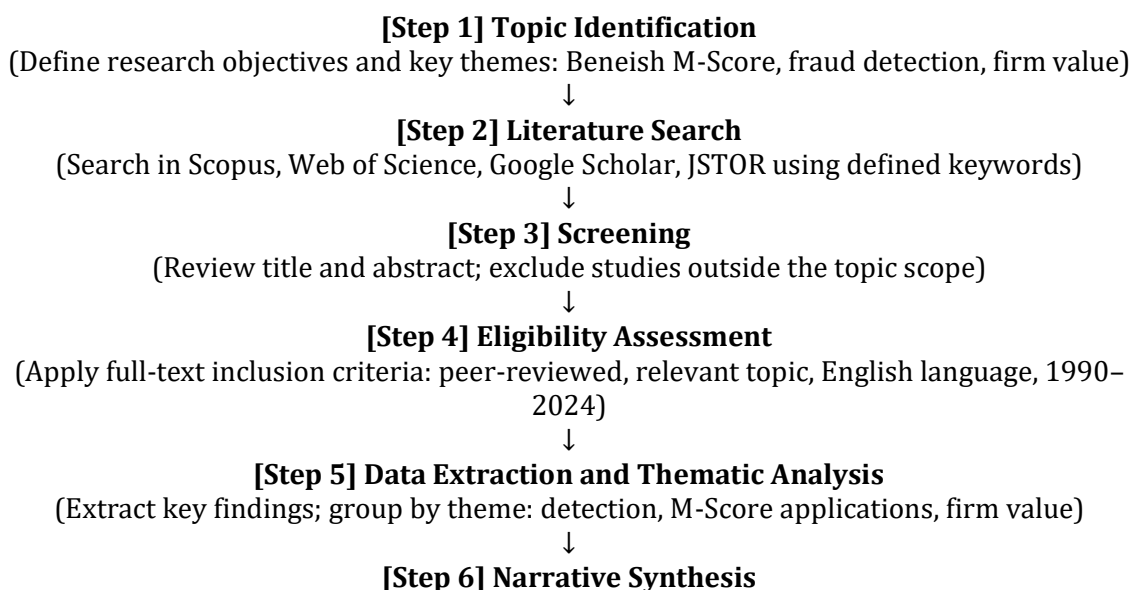 [Step 1] Topic Identification
(Define research objectives and key themes: Beneish M-Score, fraud detection, firm value)
↓
[Step 2] Literature Search
(Search in Scopus, Web of Science, Google Scholar, JSTOR using defined keywords)
↓
[Step 3] Screening
(Review title and abstract; exclude studies outside the topic scope)
↓
[Step 4] Eligibility Assessment
(Apply full-text inclusion criteria: peer-reviewed, relevant topic, English language, 1990–
2024)
↓
[Step 5] Data Extraction and Thematic Analysis
(Extract key findings; group by theme: detection, M-Score applications, firm value)
↓
[Step 6] Narrative Synthesis